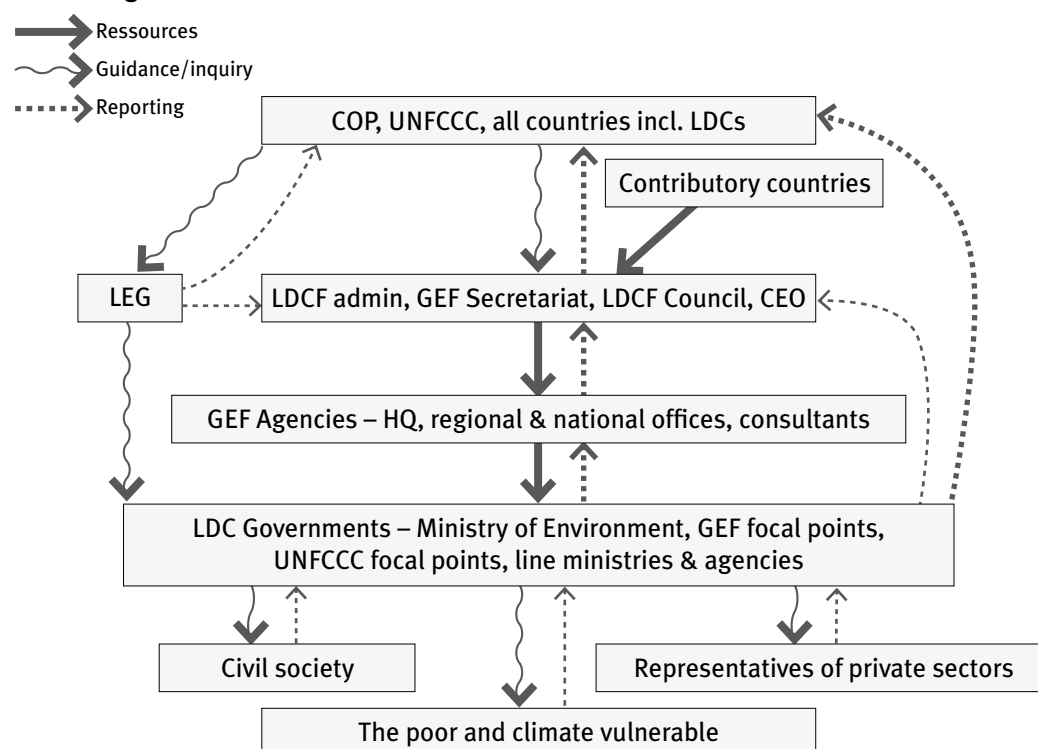 Ressources
Guidance/inquiry
Reporting
COP, UNFCCC, all countries incl. LDCs
Contributory countries
LEG
LDCF admin, GEF Secretariat, LDCF Council, CEO
GEF Agencies – HQ, regional & national offices, consultants
LDC Governments – Ministry of Environment, GEF focal points,
UNFCCC focal points, line ministries & agencies
Civil society
Representatives of private sectors
The poor and climate vulnerable